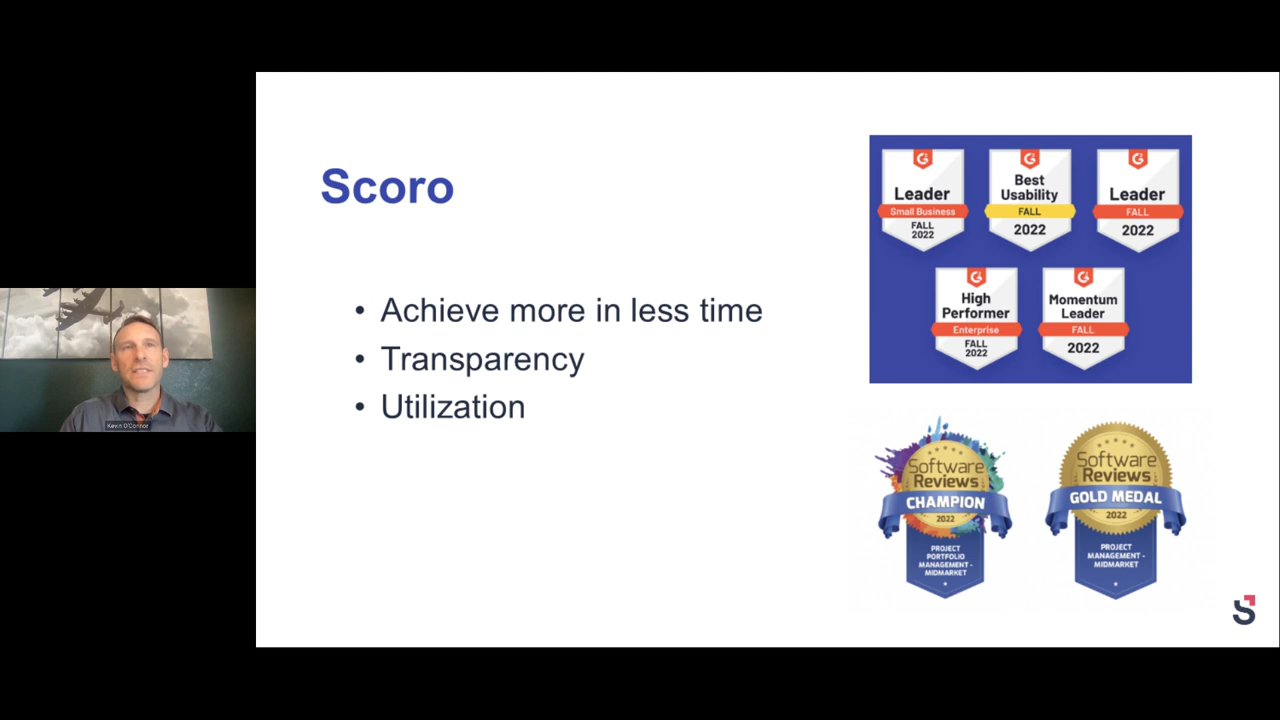 Scoro
• Achieve more in less time
• Transparency
• Utilization
Leader
Small Business
FALL
2022
Best
Usability
FALL
2022
Leader
FALL
2022
High
Performer
Enterprise
FALL
2022
Momentum
Leader
FALL
2022
Software
Reviews
CHAMPION
2022
PROJECT
PORTFOLIO
MANAGEMENT -
MIDMARKET
Software
Reviews
GOLD MEDAL
2022
PROJECT
MANAGEMENT -
MIDMARKET
Kevin O'Connor